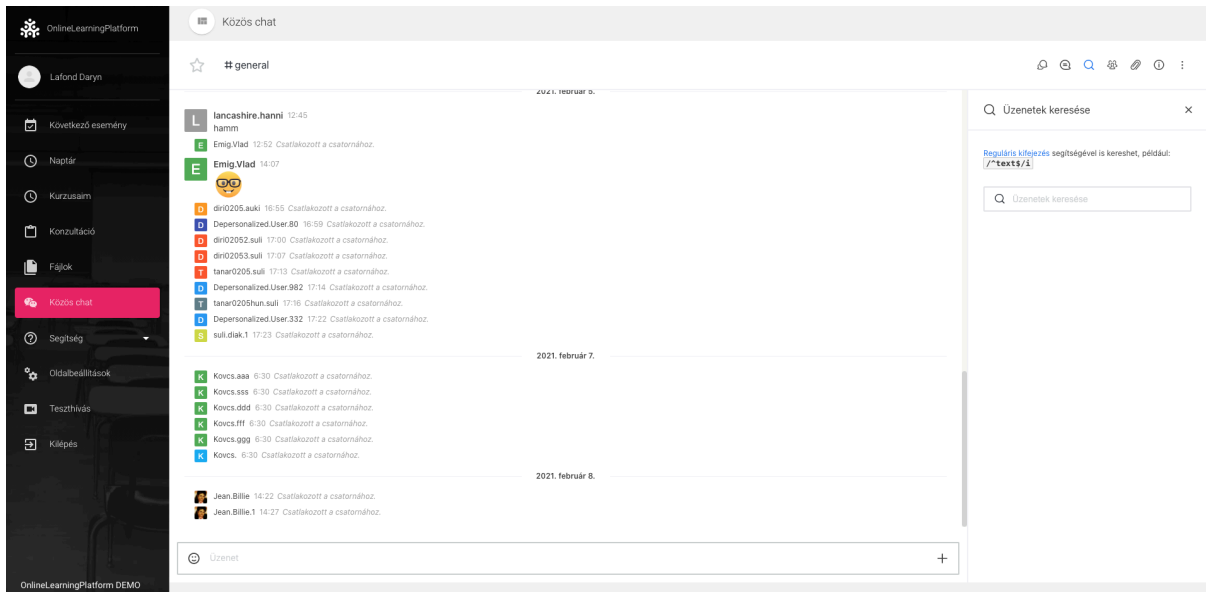 OnlineLearningPlatform
Lafond Daryn
Következő esemény
Naptár
Kurzusaim
Konzultáció
Fájlok
Közös chat
Segítség
Oldalbeállítások
Teszthívás
Kilépés
OnlineLearningPlatform DEMO
Közös chat
# general
2021. február 5.
L lancashire.hanni 12:45
hamm
E Emig.Vlad 12:52 Csatlakozott a csatornához.
E Emig.Vlad 14:07
D diri0205.auki 16:55 Csatlakozott a csatornához.
D Depersonalized.User.80 16:59 Csatlakozott a csatornához.
D diri02052.suli 17:00 Csatlakozott a csatornához.
D diri02053.suli 17:07 Csatlakozott a csatornához.
T tanar0205.suli 17:13 Csatlakozott a csatornához.
D Depersonalized.User.982 17:14 Csatlakozott a csatornához.
T tanar0205hun.suli 17:16 Csatlakozott a csatornához.
D Depersonalized.User.332 17:22 Csatlakozott a csatornához.
S suli.diak.1 17:23 Csatlakozott a csatornához.
2021. február 7.
K Kovcs.aaa 6:30 Csatlakozott a csatornához.
K Kovcs.sss 6:30 Csatlakozott a csatornához.
K Kovcs.ddd 6:30 Csatlakozott a csatornához.
K Kovcs.fff 6:30 Csatlakozott a csatornához.
K Kovcs.ggg 6:30 Csatlakozott a csatornához.
K Kovcs. 6:30 Csatlakozott a csatornához.
2021. február 8.
Jean.Billie 14:22 Csatlakozott a csatornához.
Jean.Billie.1 14:27 Csatlakozott a csatornához.
Üzenet
Üzenetek keresése
Reguláris kifejezés segítségével is kereshet, például:
/^text$/i
Üzenetek keresése